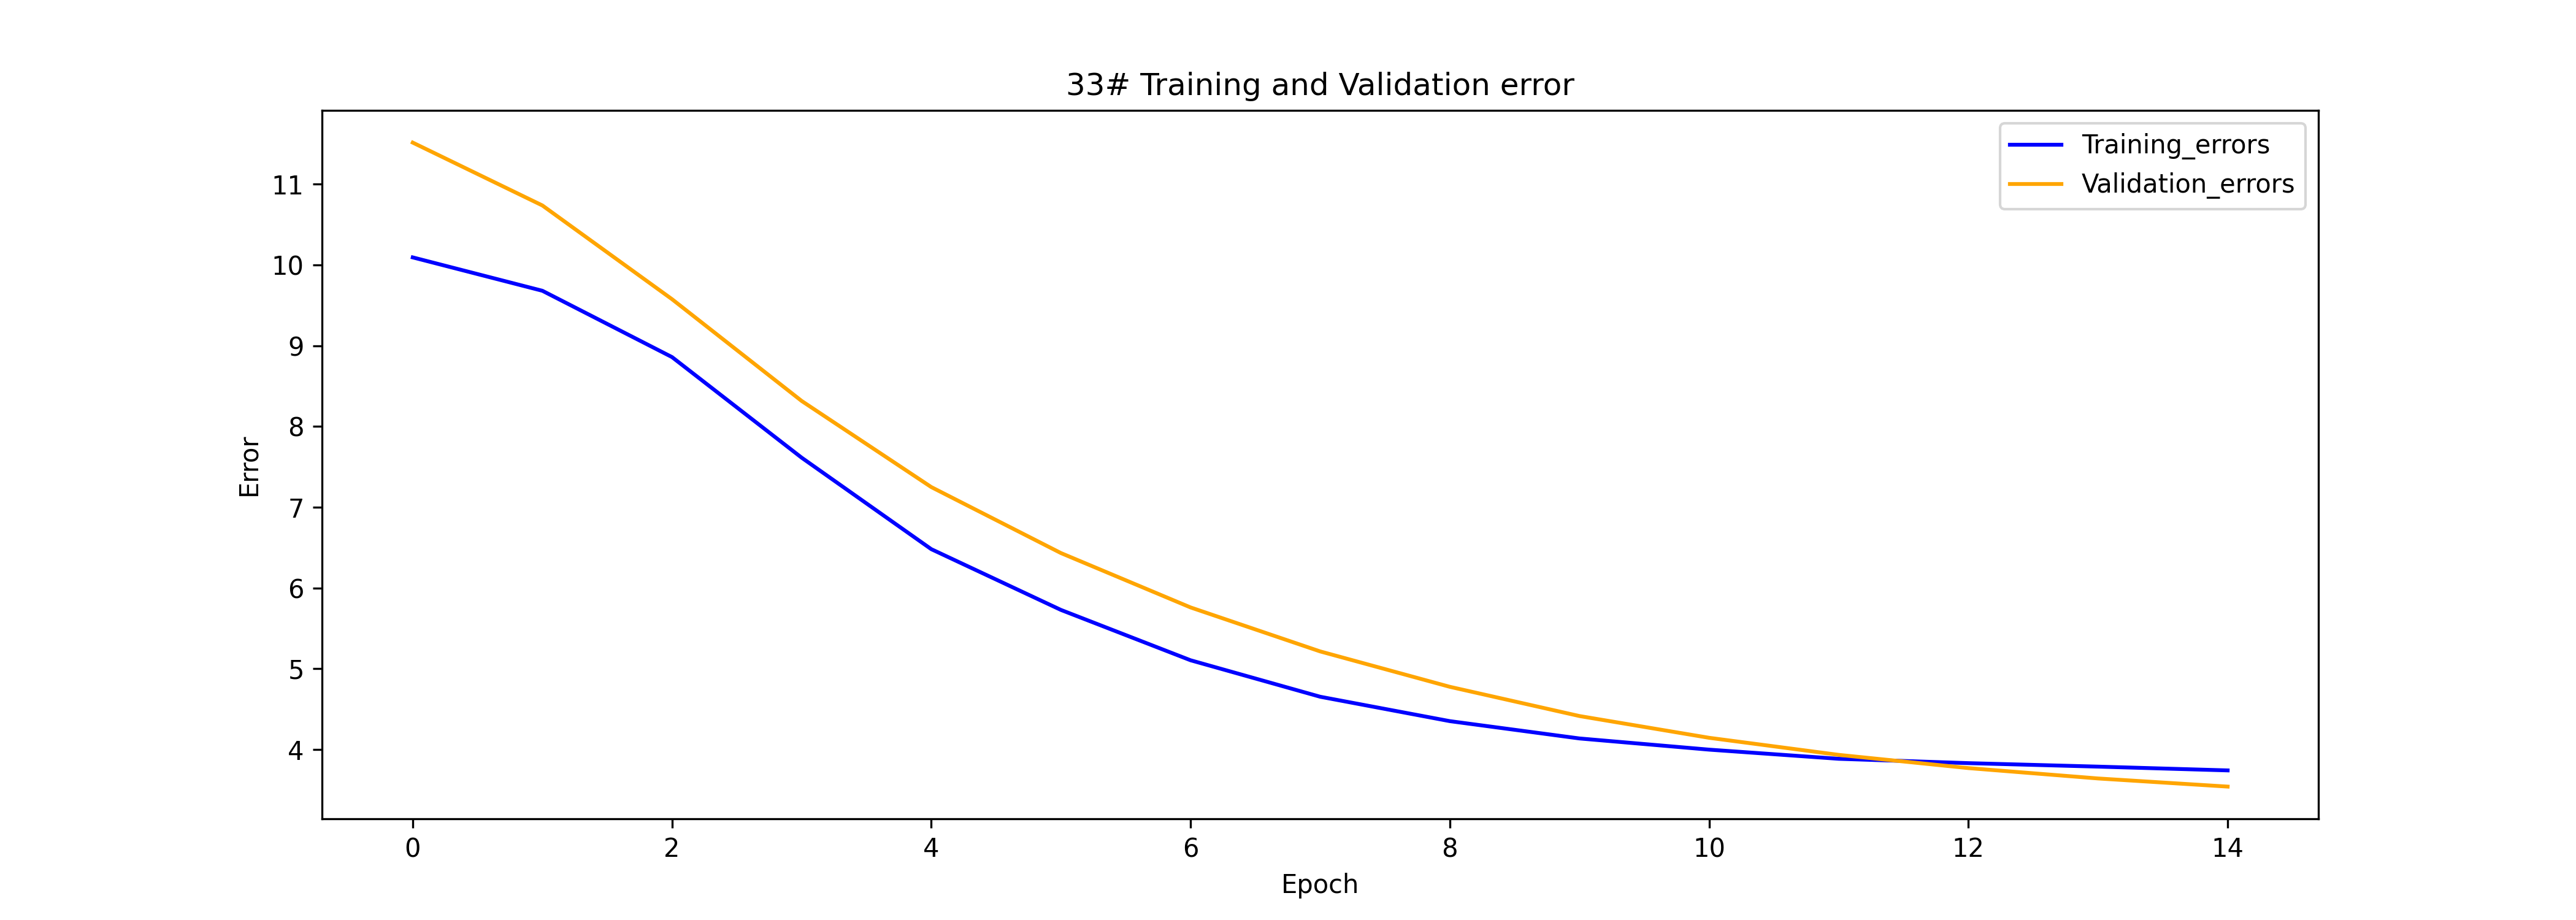 33# Training and Validation error
Training_errors
Validation_errors
11
10
9
8
7
6
5
4
Error
0 2 4 6 8 10 12 14
Epoch